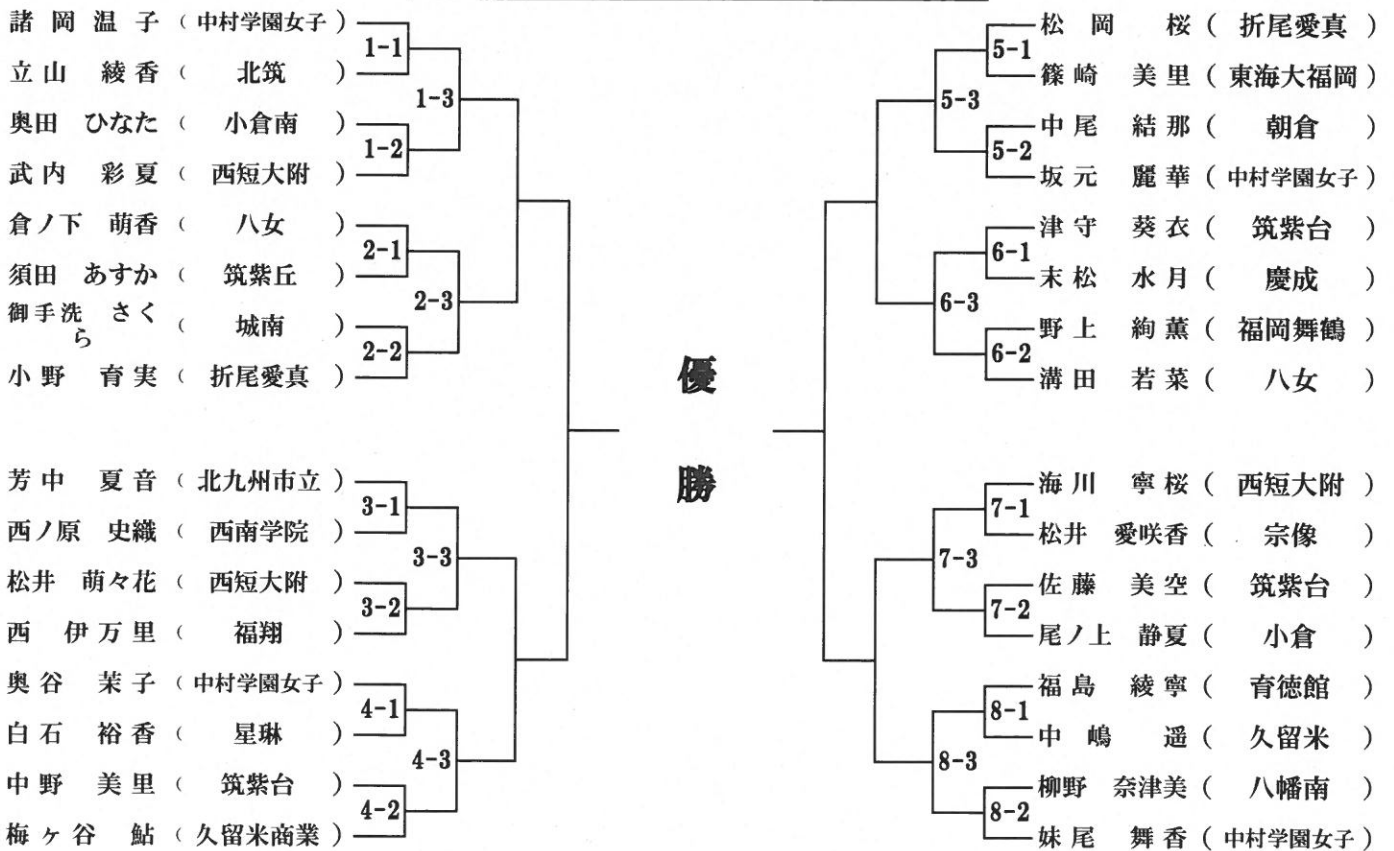 諸岡温子（中村学園女子）
1-1
立山 綾香（北筑）
1-3
奥田 ひなた（小倉南）
1-2
武内 彩夏（西短大附）
倉ノ下 萌香（八女）
2-1
須田 あすか（筑紫丘）
2-3
御手洗 さくら（城南）
2-2
小野 育実（折尾愛真）
芳中 夏音（北九州市立）
3-1
西ノ原 史織（西南学院）
3-3
松井 萌々花（西短大附）
3-2
西 伊万里（福翔）
奥谷 茉子（中村学園女子）
4-1
白石 裕香（星琳）
4-3
中野 美里（筑紫台）
4-2
梅ヶ谷 鮎（久留米商業）
優勝
松岡 桜（折尾愛真）
5-1
篠崎 美里（東海大福岡）
5-3
中尾 結那（朝倉）
5-2
坂元 麗華（中村学園女子）
津守 葵衣（筑紫台）
6-1
末松 水月（慶成）
6-3
野上 絢薫（福岡舞鶴）
6-2
溝田 若菜（八女）
海川 寧桜（西短大附）
7-1
松井 愛咲香（宗像）
7-3
佐藤 美空（筑紫台）
7-2
尾ノ上 静夏（小倉）
福島 綾寧（育徳館）
8-1
中嶋 遥（久留米）
8-3
柳野 奈津美（八幡南）
8-2
妹尾 舞香（中村学園女子）